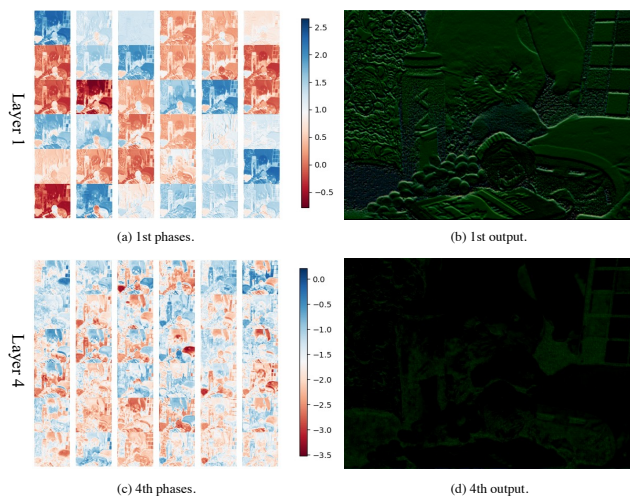 Layer 1
2.5
2.0
1.5
1.0
0.5
0.0
−0.5
(a) 1st phases.
(b) 1st output.
Layer 4
0.0
−0.5
−1.0
−1.5
−2.0
−2.5
−3.0
−3.5
(c) 4th phases.
(d) 4th output.